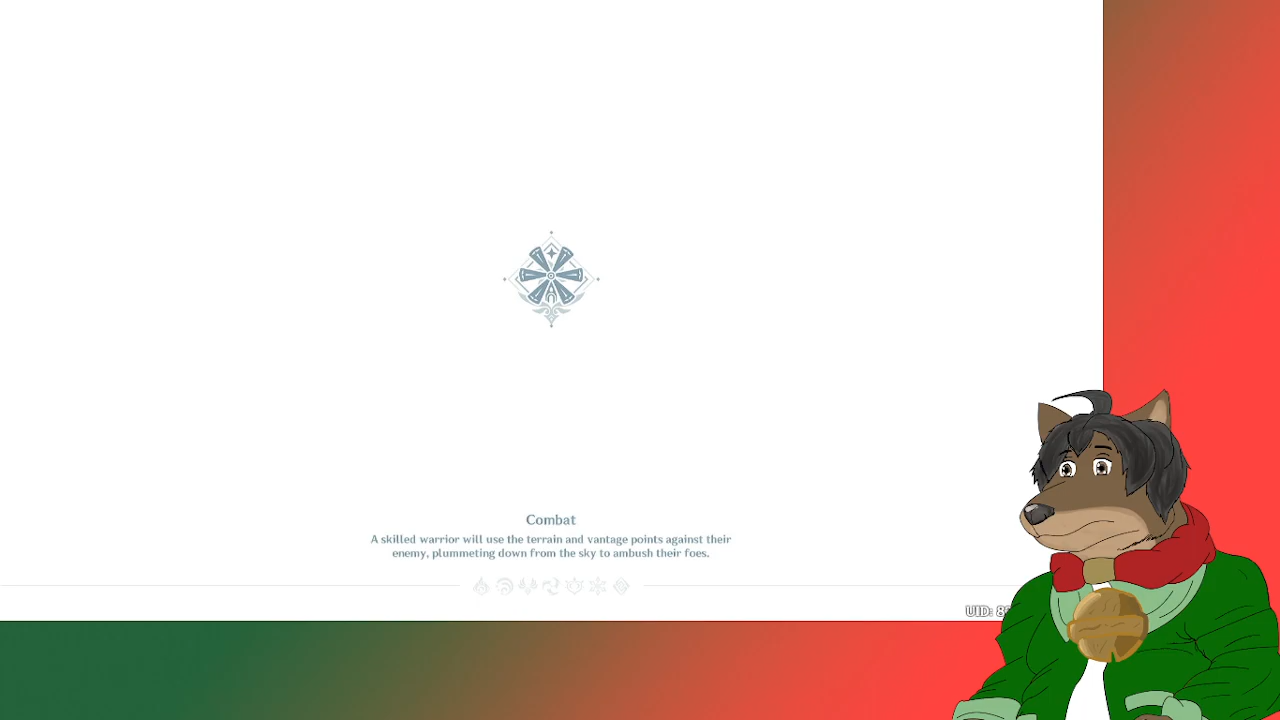 Combat
A skilled warrior will use the terrain and vantage points against their
enemy, plummeting down from the sky to ambush their foes.
UID: 8